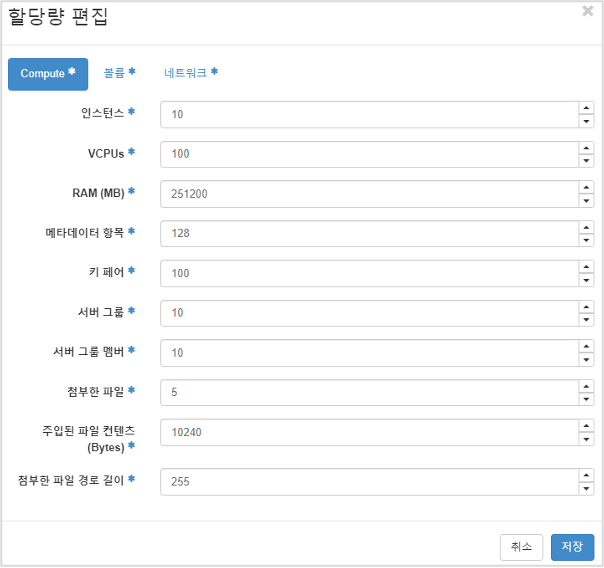 할당량 편집
×
Compute * 볼륨 * 네트워크 *
인스턴스 * 10
VCPUs * 100
RAM (MB) * 251200
메타데이터 항목 * 128
키 페어 * 100
서버 그룹 * 10
서버 그룹 멤버 * 10
첨부한 파일 * 5
주입된 파일 컨텐츠
(Bytes) * 10240
첨부한 파일 경로 길이 * 255
취소 저장